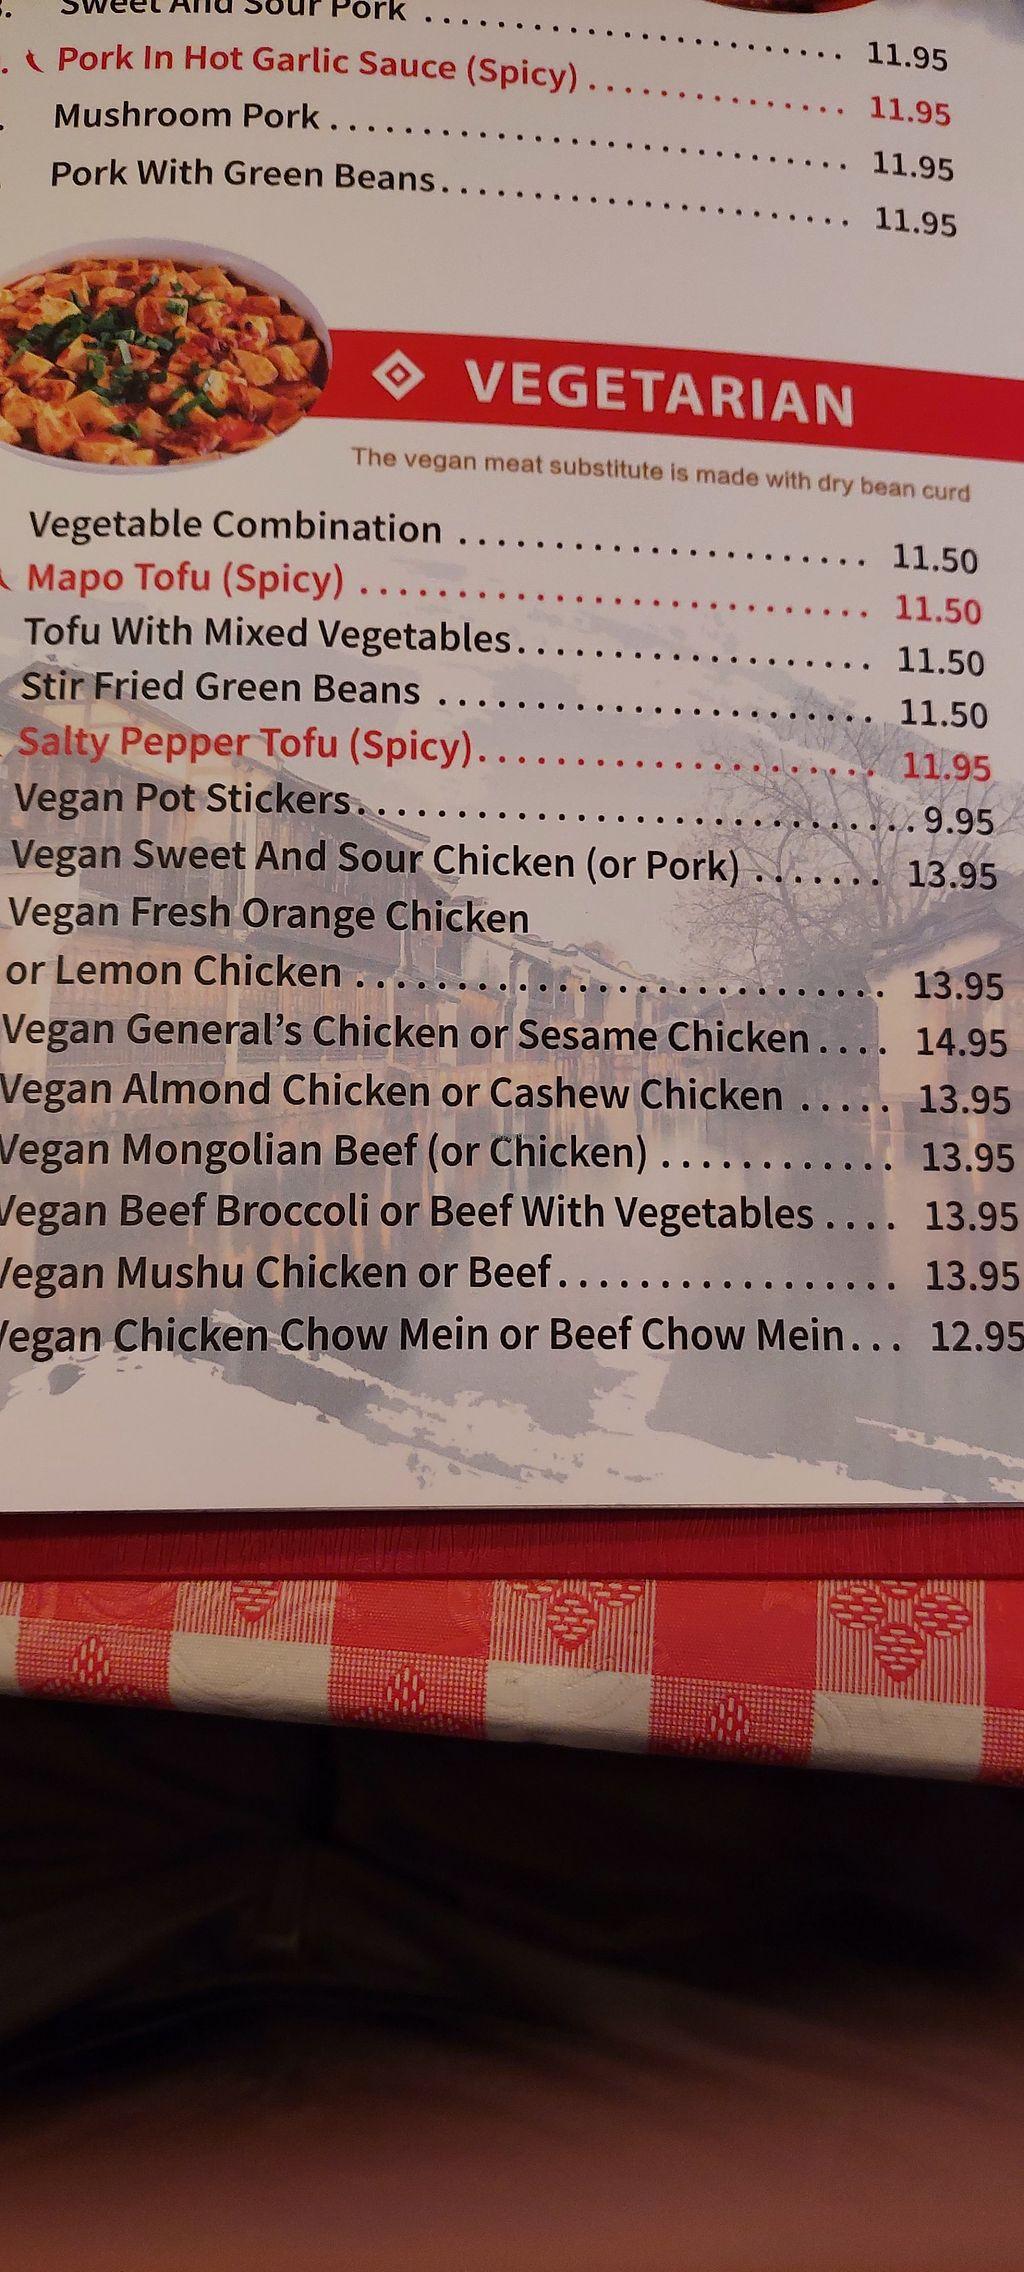 Sweet And Sour Pork .................... 11.95
Pork In Hot Garlic Sauce (Spicy) ............. 11.95
Mushroom Pork .......................... 11.95
Pork With Green Beans..................... 11.95
VEGETARIAN
The vegan meat substitute is made with dry bean curd
Vegetable Combination ..................... 11.50
Mapo Tofu (Spicy) .......................... 11.50
Tofu With Mixed Vegetables................... 11.50
Stir Fried Green Beans ....................... 11.50
Salty Pepper Tofu (Spicy)..................... 11.95
Vegan Pot Stickers............................. 9.95
Vegan Sweet And Sour Chicken (or Pork) ....... 13.95
Vegan Fresh Orange Chicken
or Lemon Chicken ........................... 13.95
Vegan General's Chicken or Sesame Chicken.... 14.95
Vegan Almond Chicken or Cashew Chicken ..... 13.95
Vegan Mongolian Beef (or Chicken) ............ 13.95
Vegan Beef Broccoli or Beef With Vegetables .... 13.95
Vegan Mushu Chicken or Beef................. 13.95
Vegan Chicken Chow Mein or Beef Chow Mein... 12.95